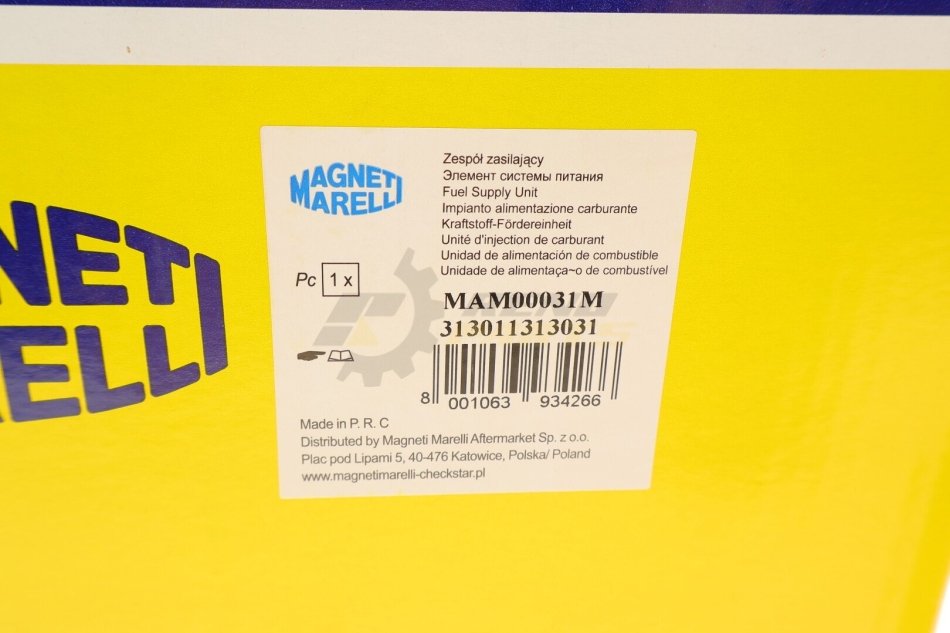 NETI
RELLI
MAGNETI
MARELLI
Zespół zasilający
Элемент системы питания
Fuel Supply Unit
Impianto alimentazione carburante
Kraftstoff-Fördereinheit
Unité d'injection de carburant
Unidad de alimentación de combustible
Unidade de alimentaça~o de combustível
Pc 1 x
MAM00031M
313011313031
8 001063 934266
Made in P. R. C
Distributed by Magneti Marelli Aftermarket Sp. z o.o.
Plac pod Lipami 5, 40-476 Katowice, Polska/ Poland
www.magnetimarelli-checkstar.pl